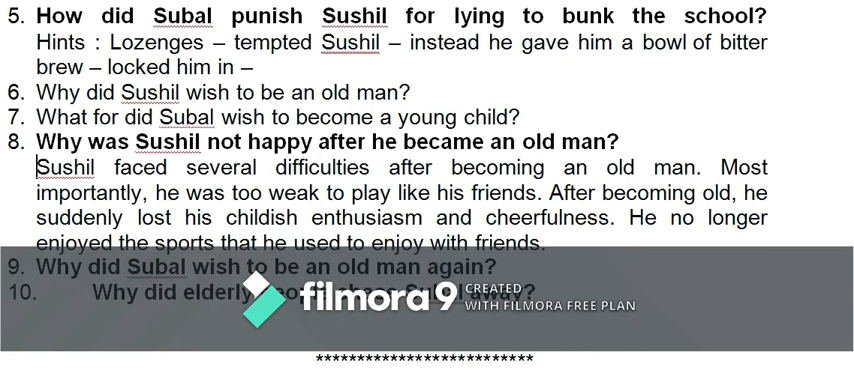 5. How did Subal punish Sushil for lying to bunk the school?
Hints : Lozenges – tempted Sushil – instead he gave him a bowl of bitter
brew – locked him in –
6. Why did Sushil wish to be an old man?
7. What for did Subal wish to become a young child?
8. Why was Sushil not happy after he became an old man?
Sushil faced several difficulties after becoming an old man. Most
importantly, he was too weak to play like his friends. After becoming old, he
suddenly lost his childish enthusiasm and cheerfulness. He no longer
enjoyed the sports that he used to enjoy with friends.
9. Why did Subal wish to be an old man again?
10. Why did elderly away?
filmora9 CREATED
WITH FILMORA FREE PLAN
**************************